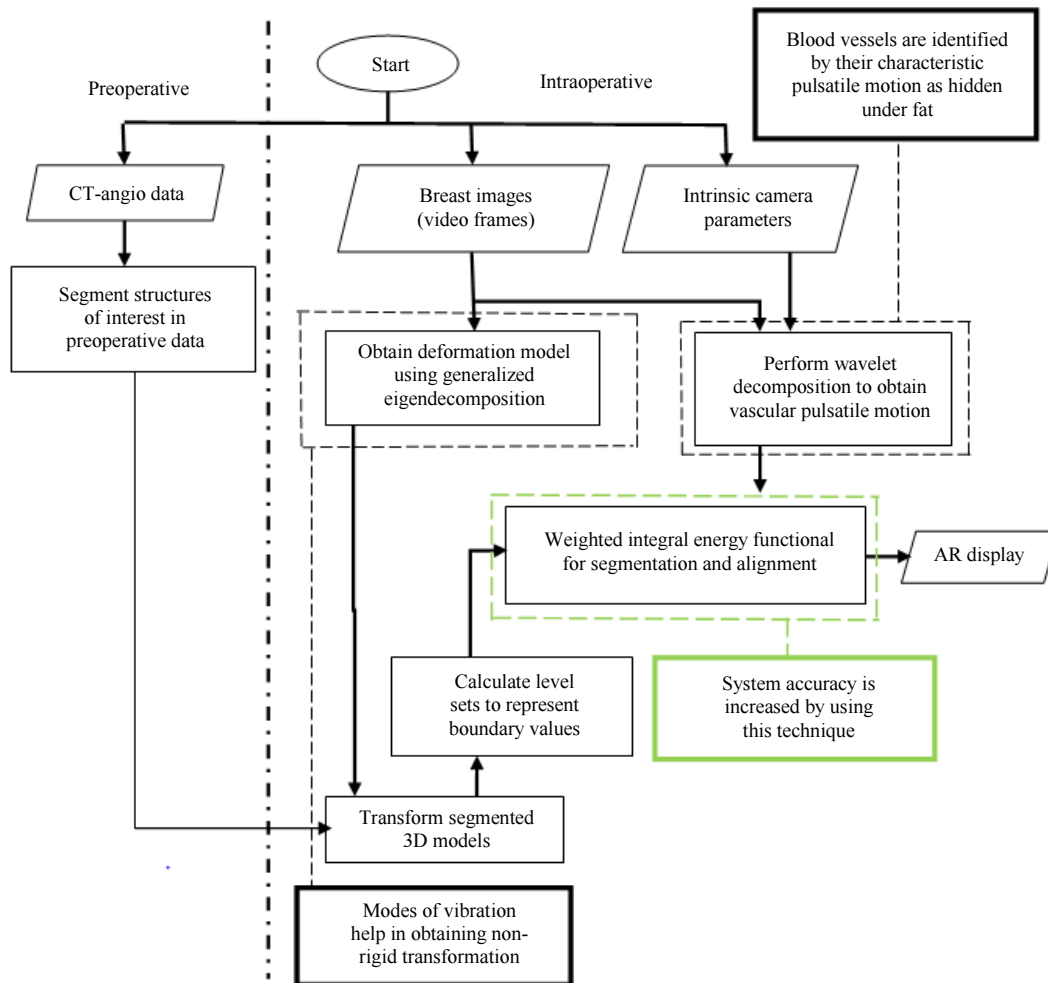 Blood vessels are identified
by their characteristic
pulsatile motion as hidden
under fat
Start
Preoperative
Intraoperative
CT-angio data
Breast images
(video frames)
Intrinsic camera
parameters
Segment structures
of interest in
preoperative data
Obtain deformation model
using generalized
eigendecomposition
Perform wavelet
decomposition to obtain
vascular pulsatile motion
Weighted integral energy functional
for segmentation and alignment
AR display
Calculate level
sets to represent
boundary values
System accuracy is
increased by using
this technique
Transform segmented
3D models
Modes of vibration
help in obtaining non-
rigid transformation